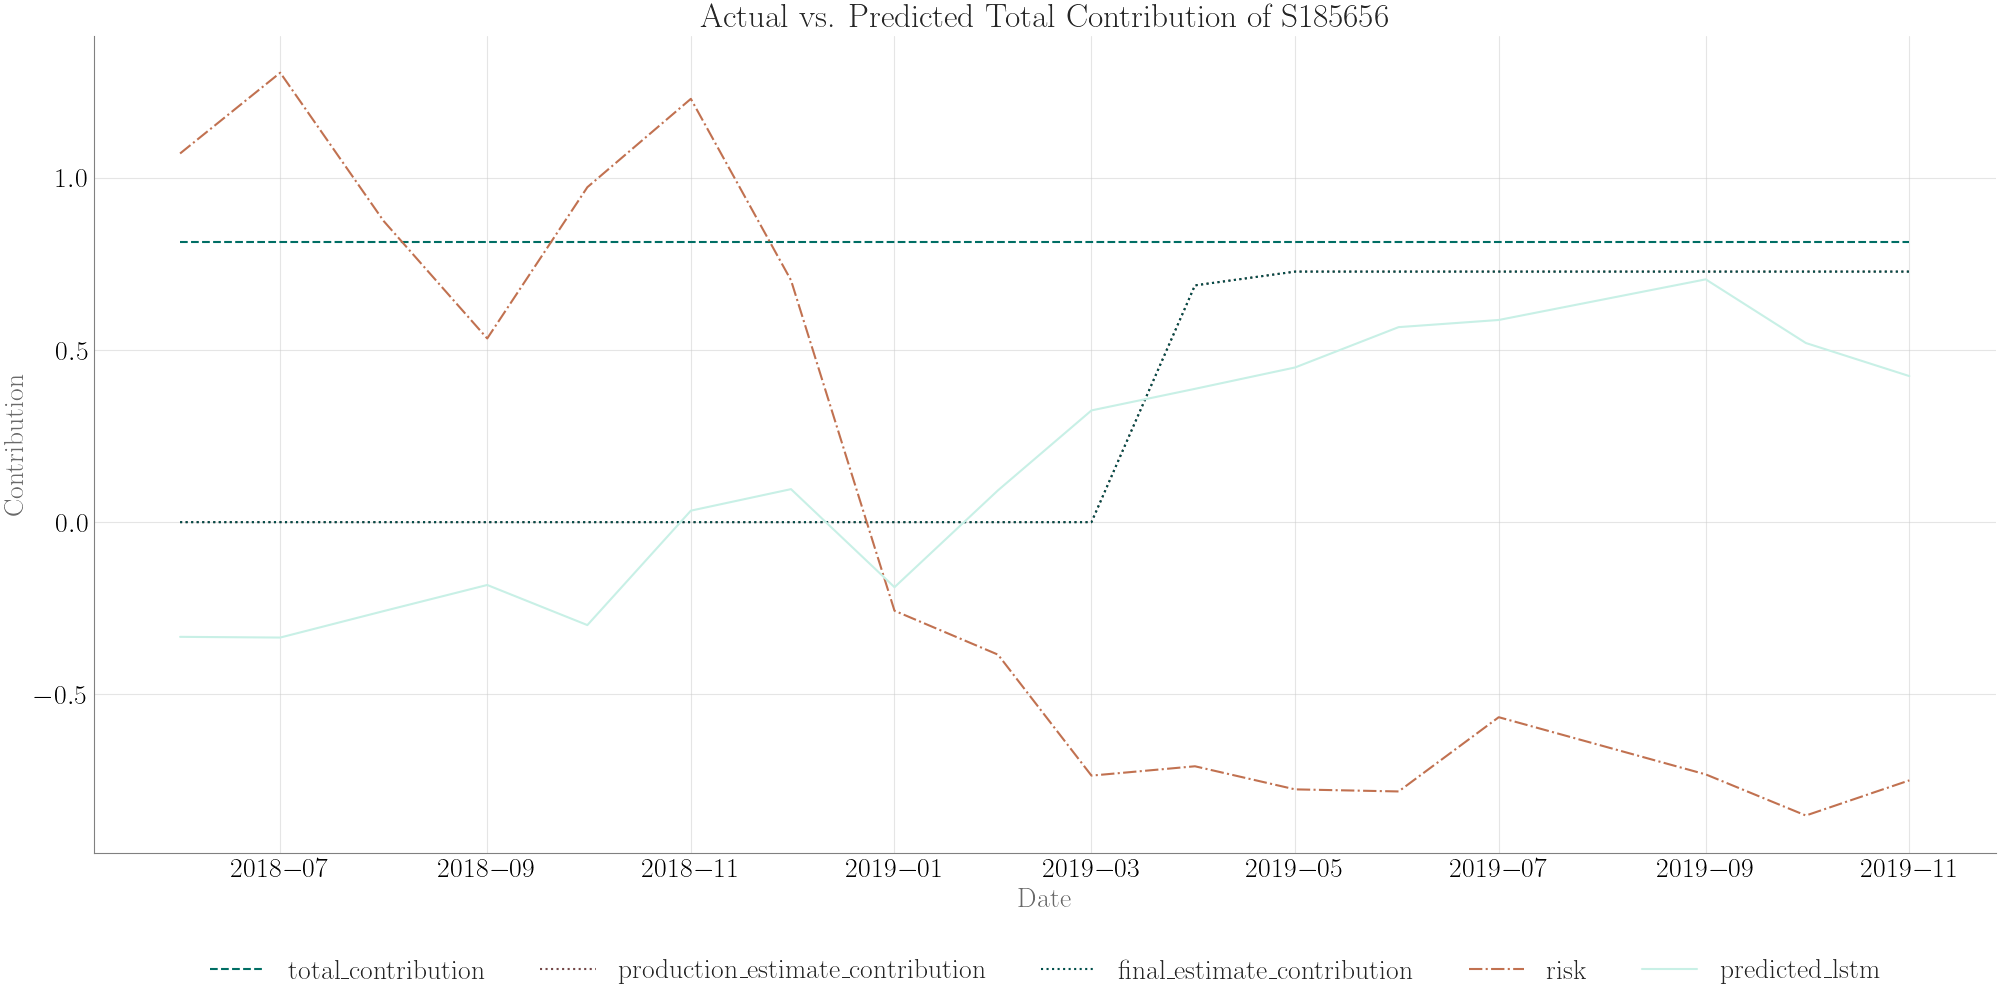 Actual vs. Predicted Total Contribution of S185656
Contribution
1.0
0.5
0.0
−0.5
2018−07 2018−09 2018−11 2019−01 2019−03 2019−05 2019−07 2019−09 2019−11
Date
total_contribution production_estimate_contribution final_estimate_contribution risk predicted_lstm